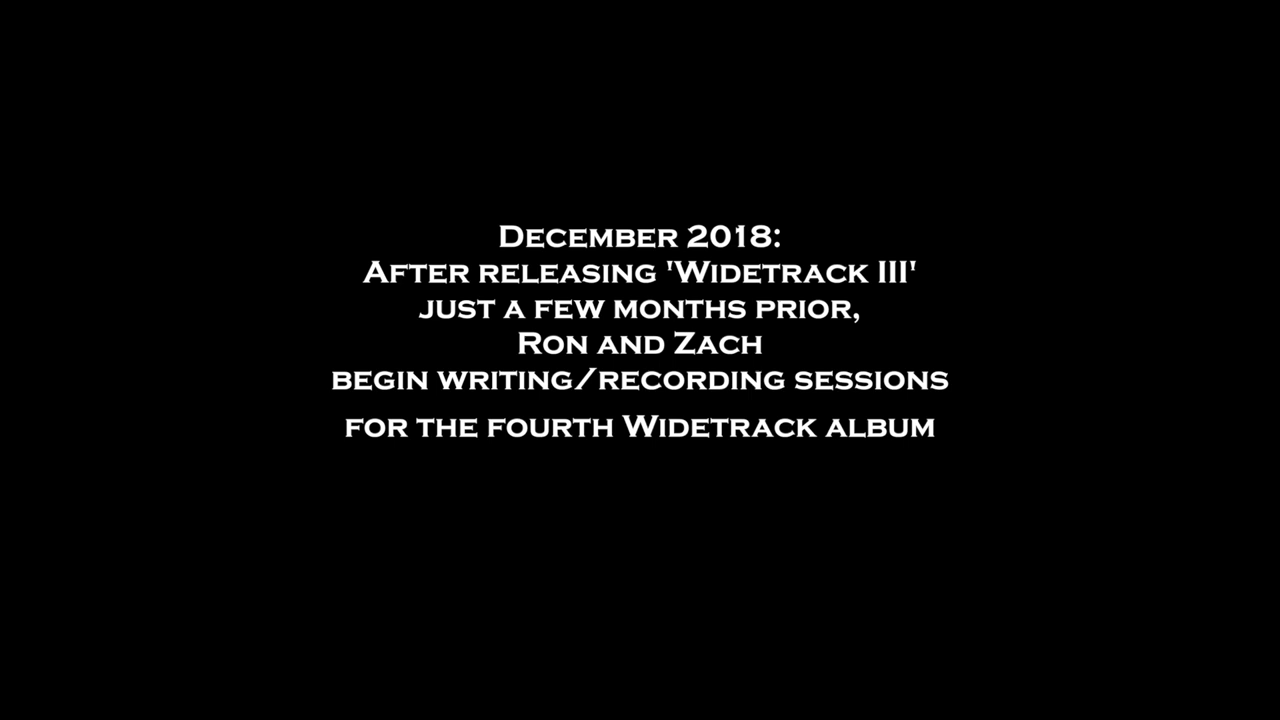 December 2018:
After releasing 'Widetrack III'
just a few months prior,
Ron and Zach
begin writing/recording sessions
for the fourth Widetrack album